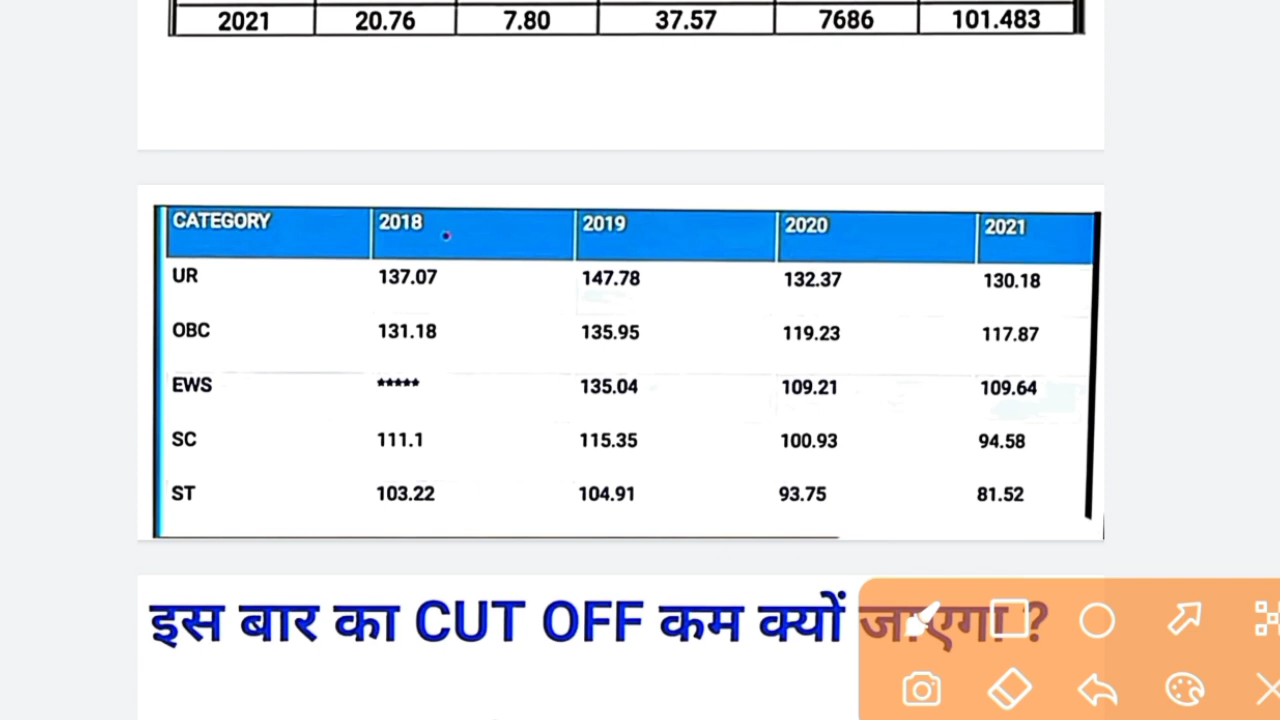 2021 20.76 7.80 37.57 7686 101.483
CATEGORY 2018 2019 2020 2021
UR 137.07 147.78 132.37 130.18
OBC 131.18 135.95 119.23 117.87
EWS ***** 135.04 109.21 109.64
SC 111.1 115.35 100.93 94.58
ST 103.22 104.91 93.75 81.52
इस बार का CUT OFF कम क्यों जाएगा ?